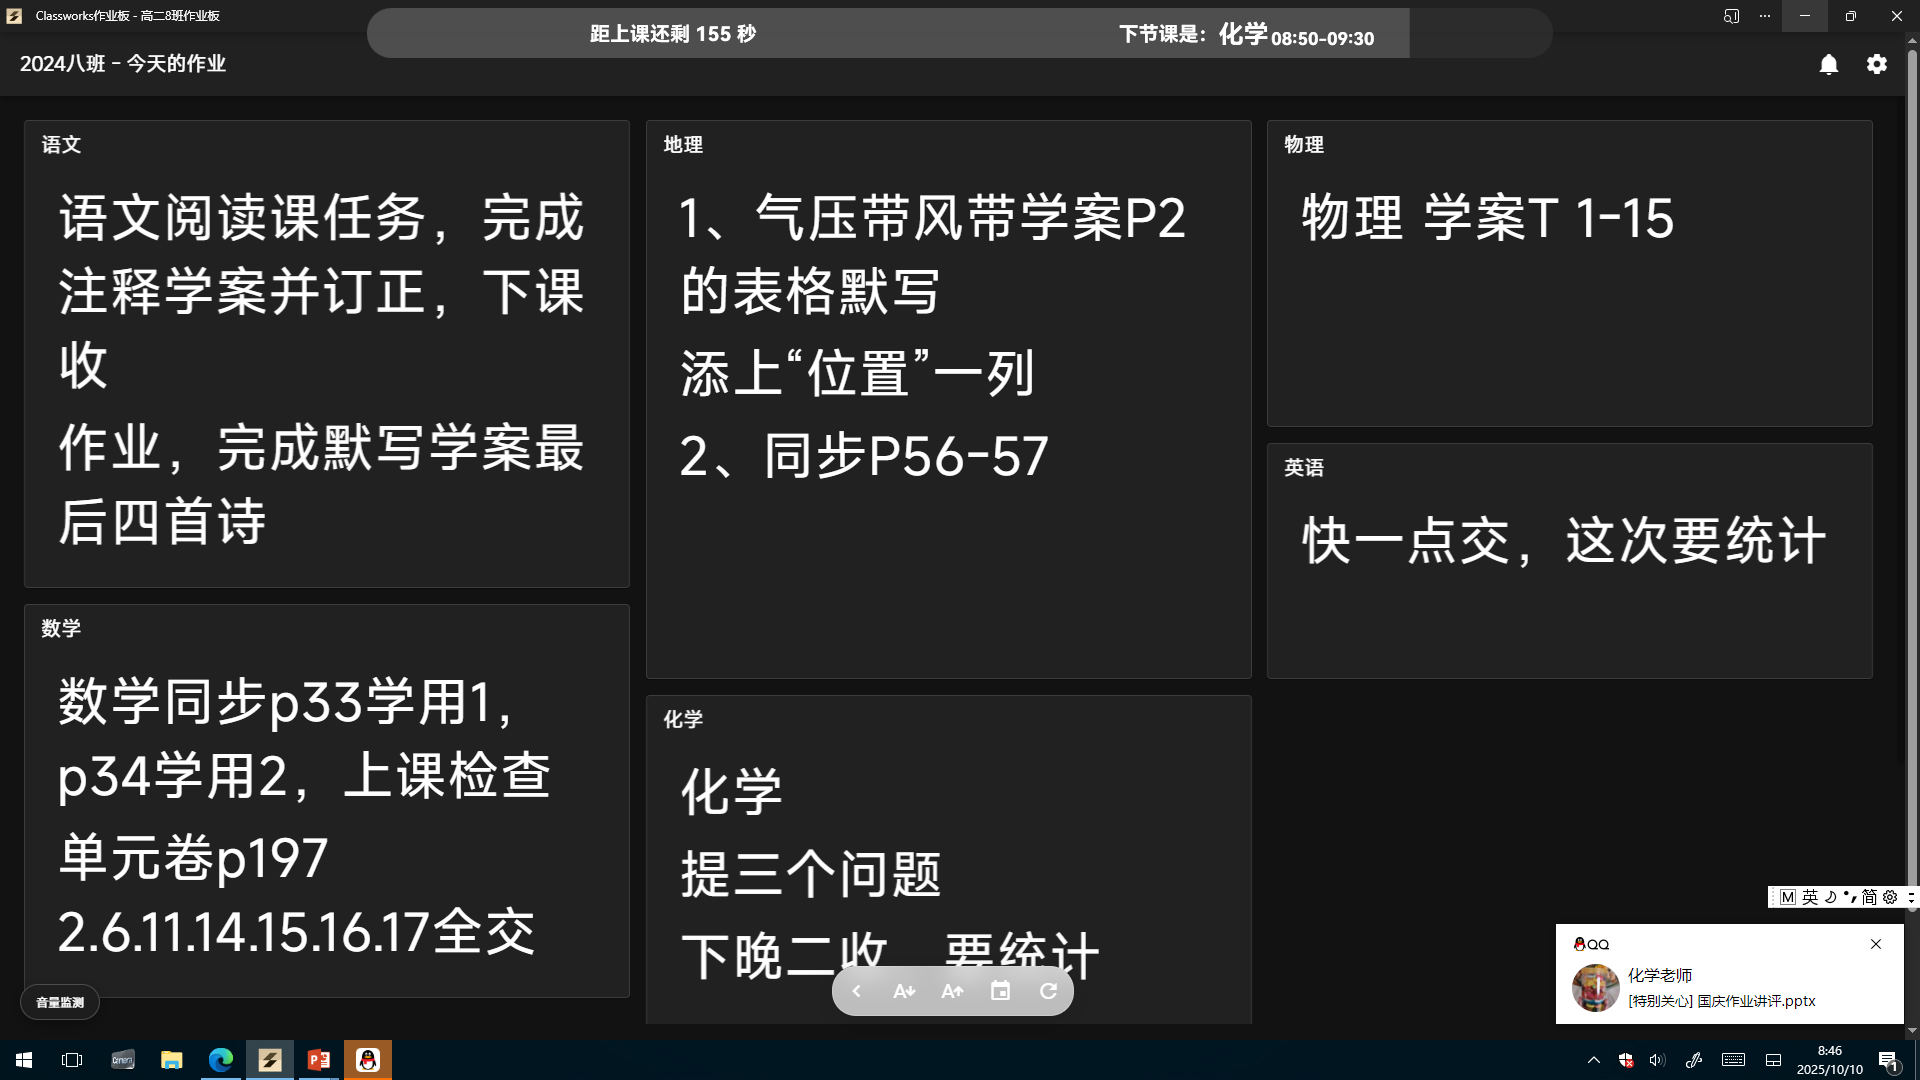 Classworks作业板 - 高二8班作业板
距上课还剩 155 秒
下节课是：化学 08:50-09:30
2024八班 - 今天的作业
语文
语文阅读课任务，完成
注释学案并订正，下课
收
作业，完成默写学案最
后四首诗
数学
数学同步p33学用1，
p34学用2，上课检查
单元卷p197
2.6.11.14.15.16.17全交
地理
1、气压带风带学案P2
的表格默写
添上“位置”一列
2、同步P56-57
化学
化学
提三个问题
下晚二收　要统计
物理
物理 学案T 1-15
英语
快一点交，这次要统计
音量监测
A
A
M 英 简
QQ
化学老师
[特别关心] 国庆作业讲评.pptx
Camera
8:46
2025/10/10
1